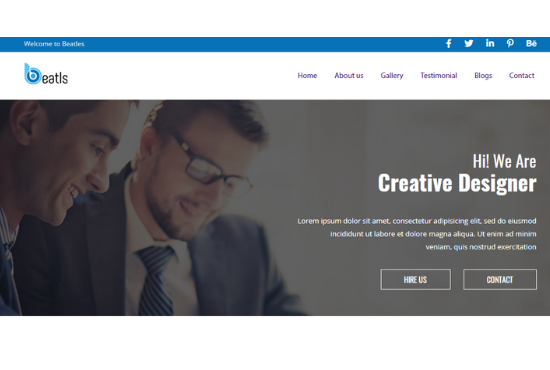 Welcome to Beatles
beatls
Home About us Gallery Testimonial Blogs Contact
Hi! We Are
Creative Designer
Lorem ipsum dolor sit amet, consectetur adipisicing elit, sed do eiusmod
incididunt ut labore et dolore magna aliqua. Ut enim ad minim
veniam, quis nostrud exercitation
HIRE US CONTACT